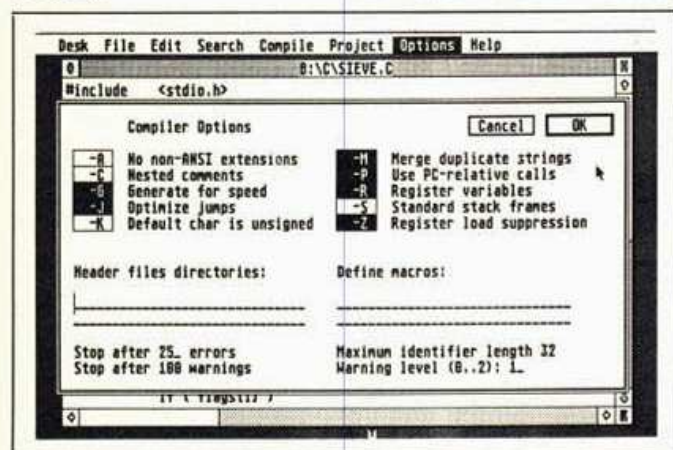 Desk File Edit Search Compile Project Options Help
B:\C\SIEVE.C
#include <stdio.h>
Compiler Options Cancel OK
-A No non-ANSI extensions
-C Nested comments
-G Generate for speed
-J Optimize jumps
-K Default char is unsigned
-M Merge duplicate strings
-P Use PC-relative calls
-R Register variables
-S Standard stack frames
-Z Register load suppression
Header files directories:
Define macros:
Stop after 25_ errors
Stop after 100 warnings
Maximum identifier length 32
Warning level (0..2): 1_